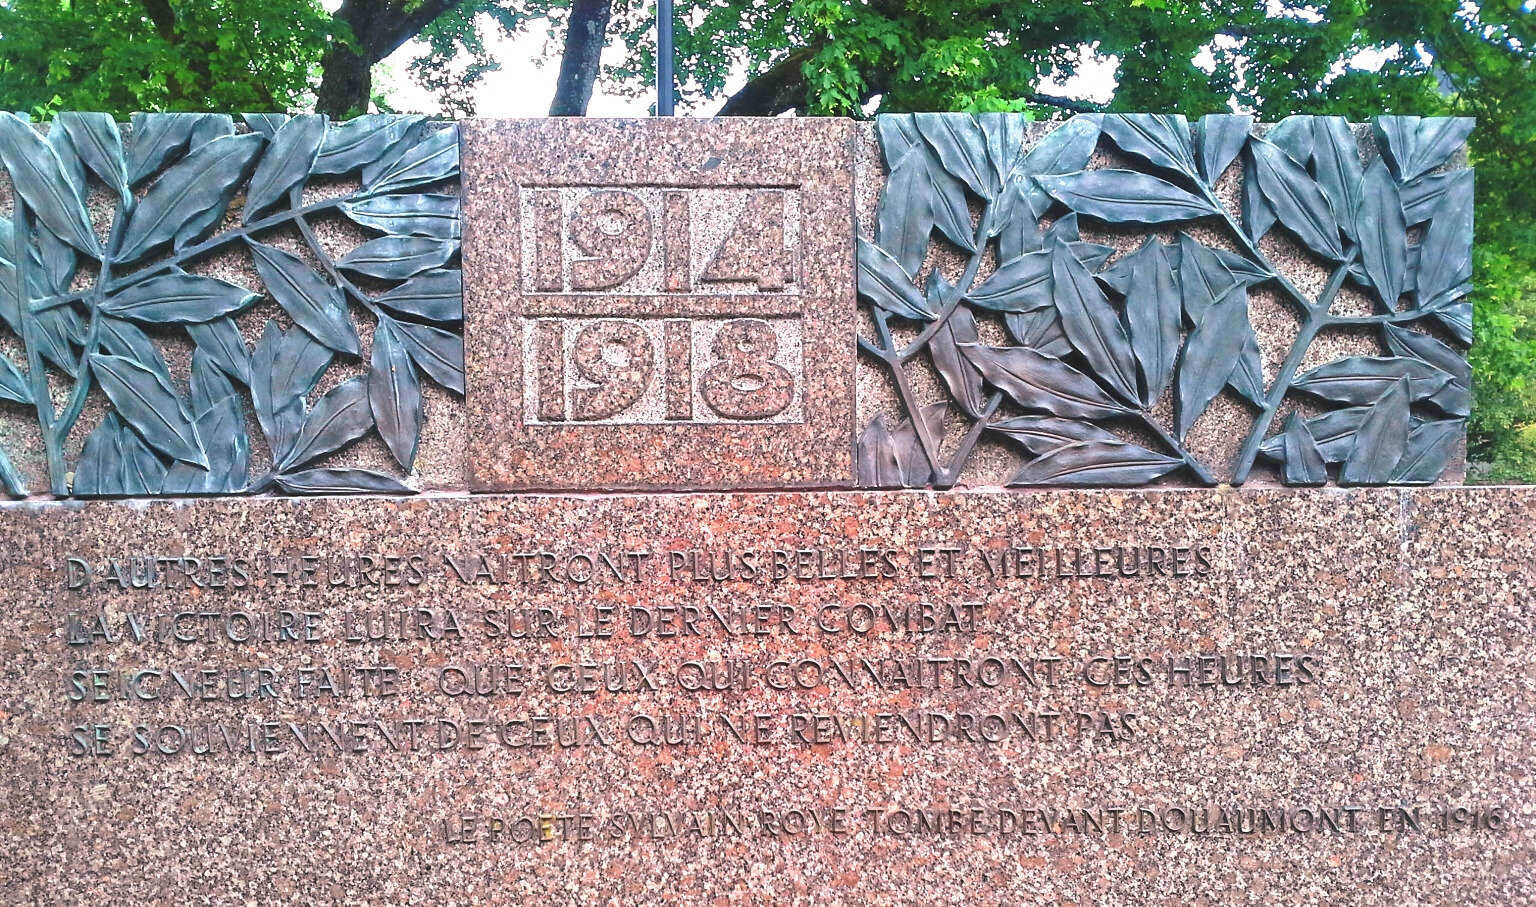 1914
1918
D'AUTRES HEURES NAITRONT PLUS BELLES ET MEILLEURES
LA VICTOIRE LUIRA SUR LE DERNIER COMBAT
SEIGNEUR FAITE QUE CEUX QUI CONNAITRONT CES HEURES
SE SOUVIENNENT DE CEUX QUI NE REVIENDRONT PAS
LE POETE SYLVAIN ROYE TOMBE DEVANT DOUAUMONT EN 1916